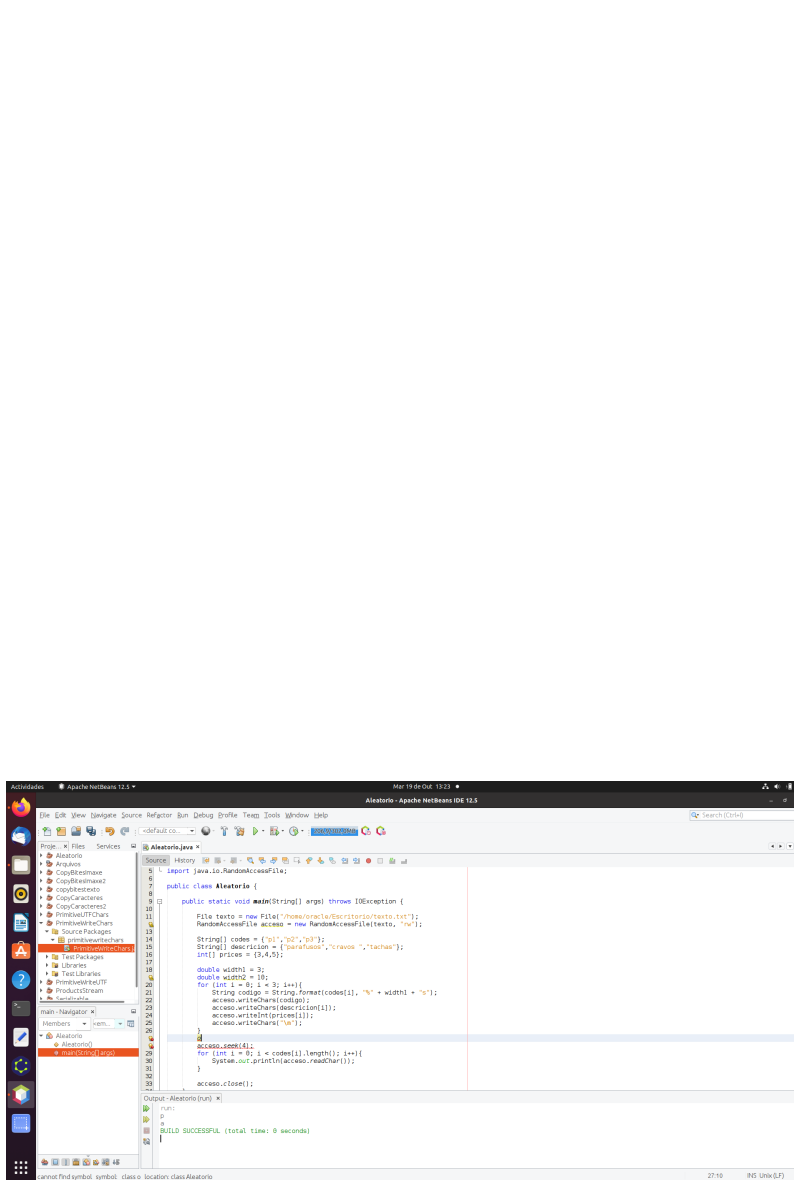 Actividades Apache NetBeans 12.5 Mar 19 de Out 13:23
Aleatorio - Apache NetBeans IDE 12.5
File Edit View Navigate Source Refactor Run Debug Profile Team Tools Window Help Search (Ctrl+I)
<default co...
Proje... × Files Services
Aleatorio
Arquivos
CopyBitesImaxe
CopyBitesImaxe2
copybitestexto
CopyCaracteres
CopyCaracteres2
PrimitiveUTFChars
PrimitiveWriteChars
Source Packages
primitivewritechars
PrimitiveWriteChars.j
Test Packages
Libraries
Test Libraries
PrimitiveWriteUTF
ProductsStream
Serializable
main - Navigator ×
Members <em...
Aleatorio
Aleatorio()
main(String[] args)
Aleatorio.java ×
Source History
5 import java.io.RandomAccessFile;
6
7 public class Aleatorio {
8
9 public static void main(String[] args) throws IOException {
10
11 File texto = new File("/home/oracle/Escritorio/texto.txt");
RandomAccessFile acceso = new RandomAccessFile(texto, "rw");
13
14 String[] codes = {"p1","p2","p3"};
15 String[] descricion = {"parafusos","cravos ","tachas"};
16 int[] prices = {3,4,5};
17
18 double width1 = 3;
double width2 = 10;
20 for (int i = 0; i < 3; i++){
21 String codigo = String.format(codes[i], "%" + width1 + "s");
22 acceso.writeChars(codigo);
23 acceso.writeChars(descricion[i]);
24 acceso.writeInt(prices[i]);
25 acceso.writeChars("\n");
26 }
o
acceso.seek(4);
29 for (int i = 0; i < codes[i].length(); i++){
30 System.out.println(acceso.readChar());
31 }
32
33 acceso.close();
Output - Aleatorio (run) ×
run:
p
a
BUILD SUCCESSFUL (total time: 0 seconds)
cannot find symbol symbol: class o location: class Aleatorio 27:10 INS Unix (LF)